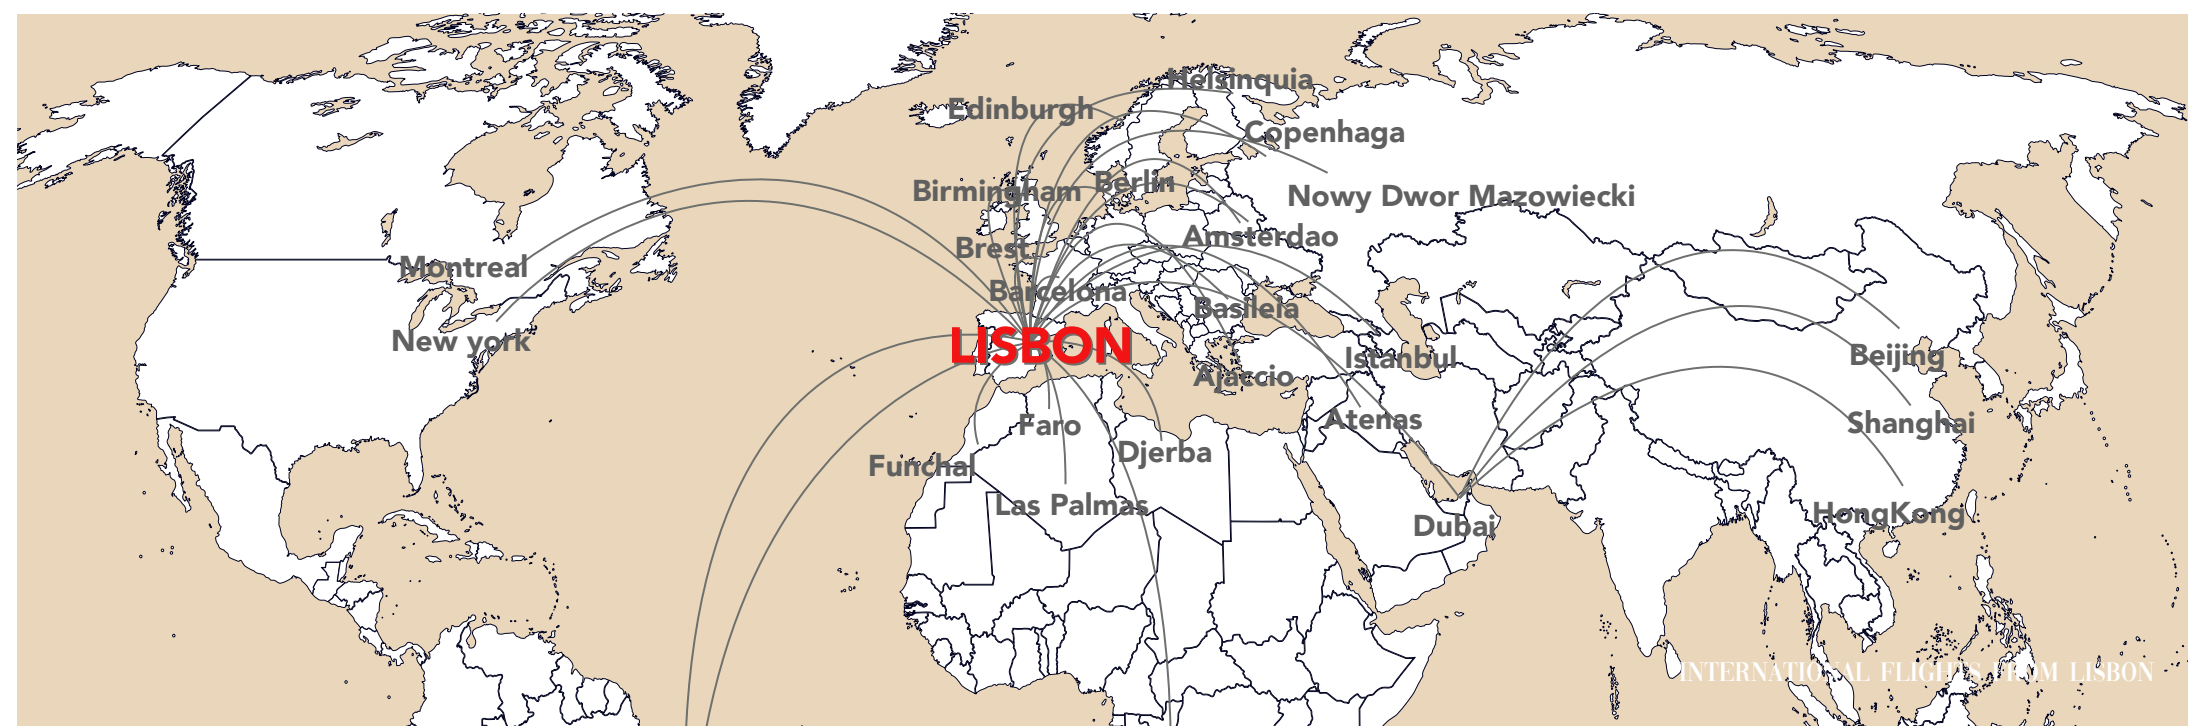 Helsinquia
Edinburgh
Copenhaga
Berlin
Birmingham
Nowy Dwor Mazowiecki
Amsterdao
Brest
Montreal
Barcelona
Basileia
New york
LISBON
Istanbul
Beijing
Ajaccio
Atenas
Faro
Shanghai
Djerba
Funchal
Las Palmas
HongKong
Dubai
INTERNATIONAL FLIGHTS FROM LISBON